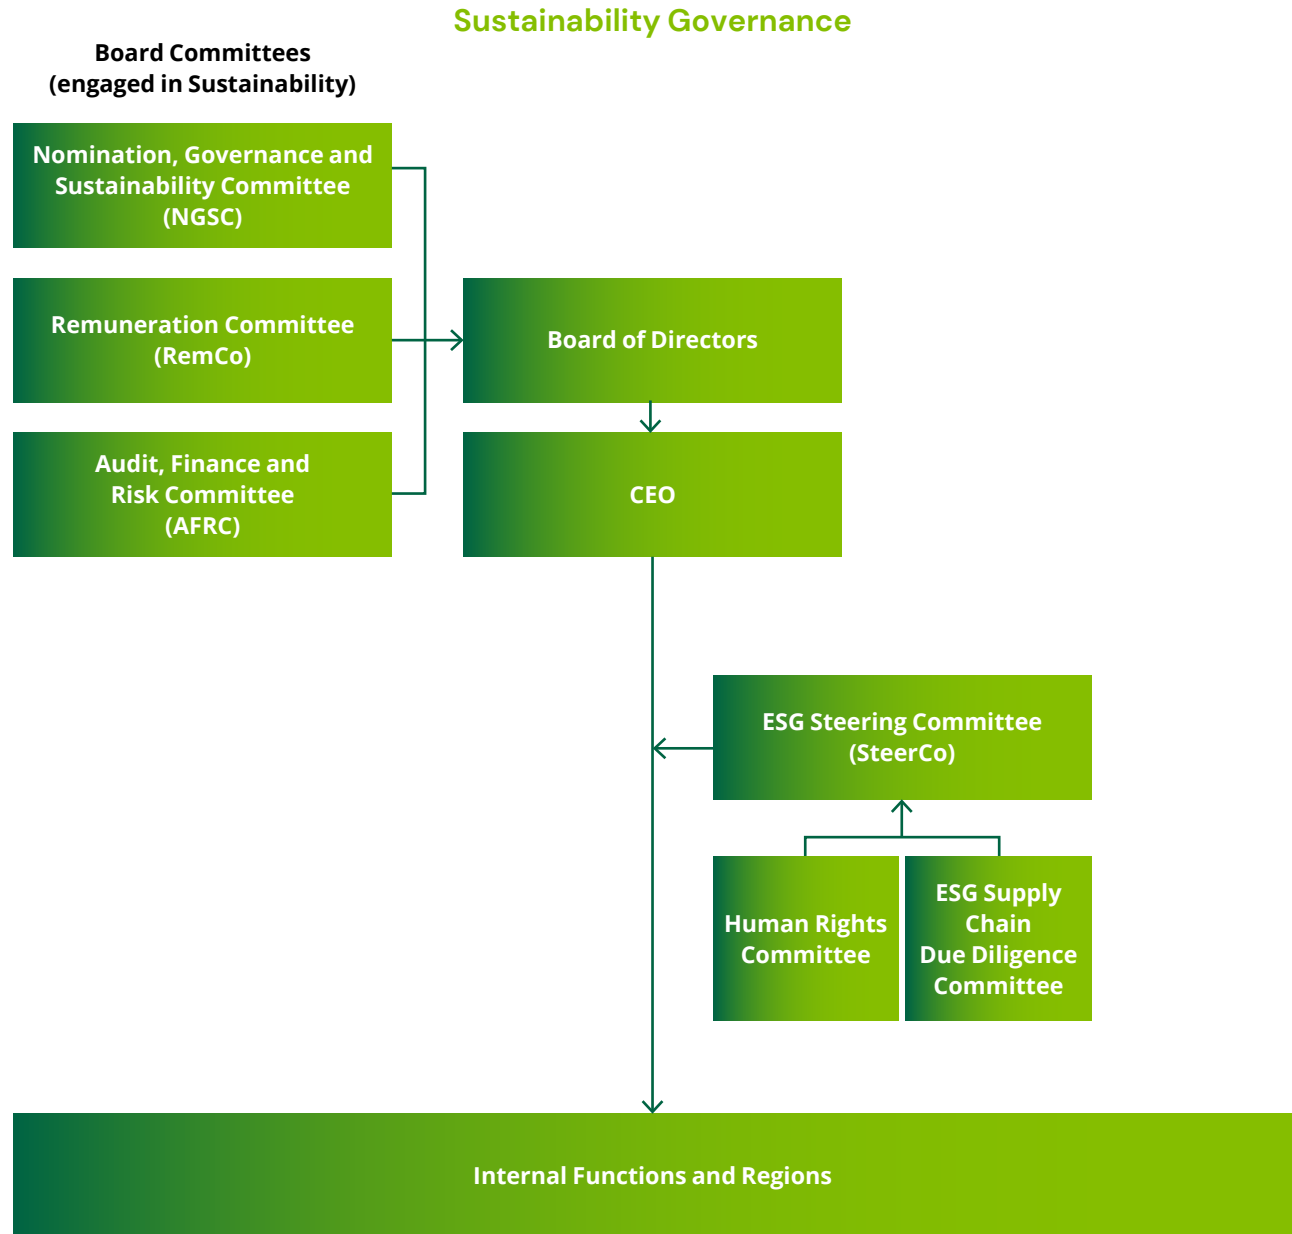 Sustainability Governance
Board Committees
(engaged in Sustainability)
Nomination, Governance and
Sustainability Committee
(NGSC)
Remuneration Committee
(RemCo)
Board of Directors
Audit, Finance and
Risk Committee
(AFRC)
CEO
ESG Steering Committee
(SteerCo)
Human Rights
Committee
ESG Supply
Chain
Due Diligence
Committee
Internal Functions and Regions